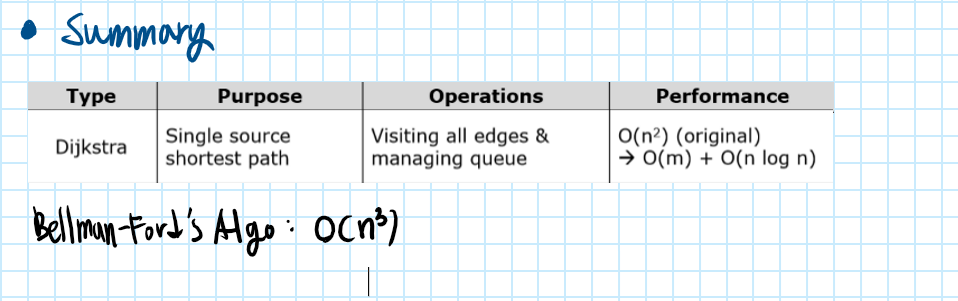 • Summary
Type Purpose Operations Performance
Dijkstra Single source shortest path Visiting all edges & managing queue O(n²) (original) → O(m) + O(n log n)
Bellman-Ford's Algo : O(n³)